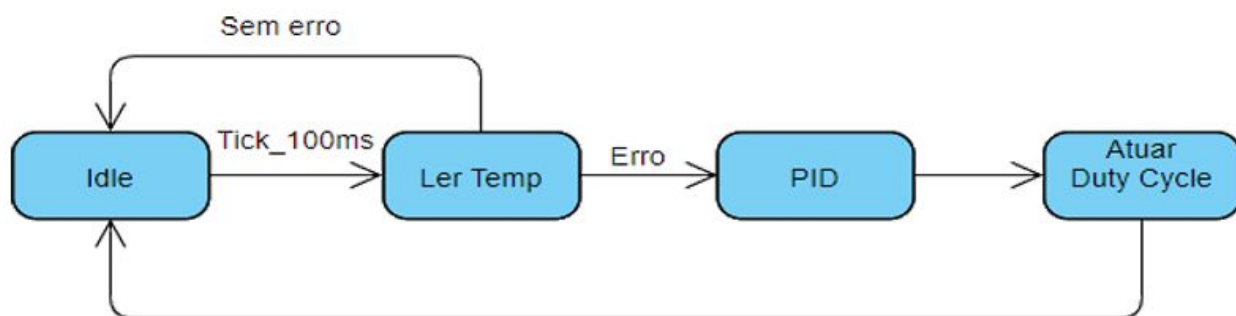 Sem erro
Idle
Tick_100ms
Ler Temp
Erro
PID
Atuar
Duty Cycle